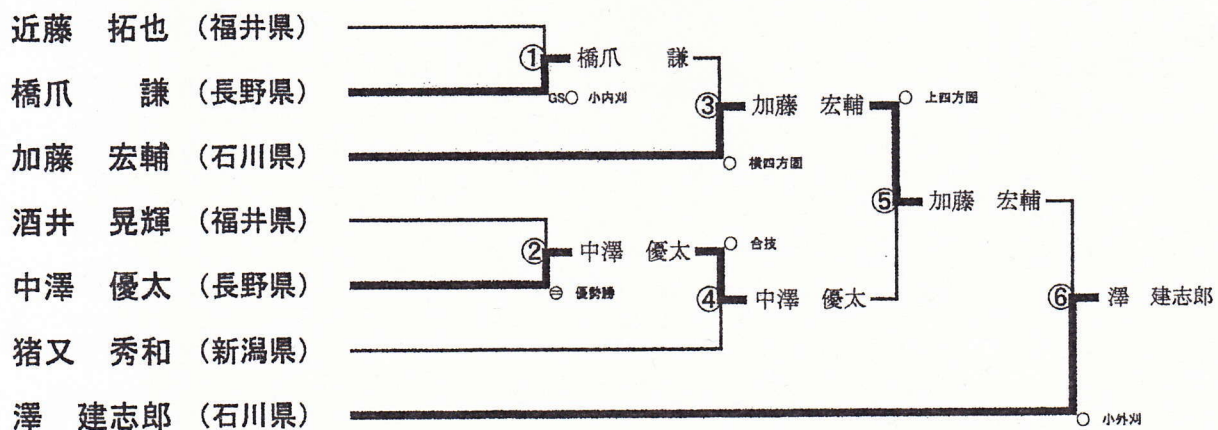 近藤 拓也 (福井県)
① 橋爪 謙
橋爪 謙 (長野県)
GS○ 小内刈
③ 加藤 宏輔
○ 上四方固
加藤 宏輔 (石川県)
○ 横四方固
⑤ 加藤 宏輔
酒井 晃輝 (福井県)
② 中澤 優太
○ 合技
中澤 優太 (長野県)
㊀ 優勢勝
④ 中澤 優太
⑥ 澤 建志郎
猪又 秀和 (新潟県)
澤 建志郎 (石川県)
○ 小外刈